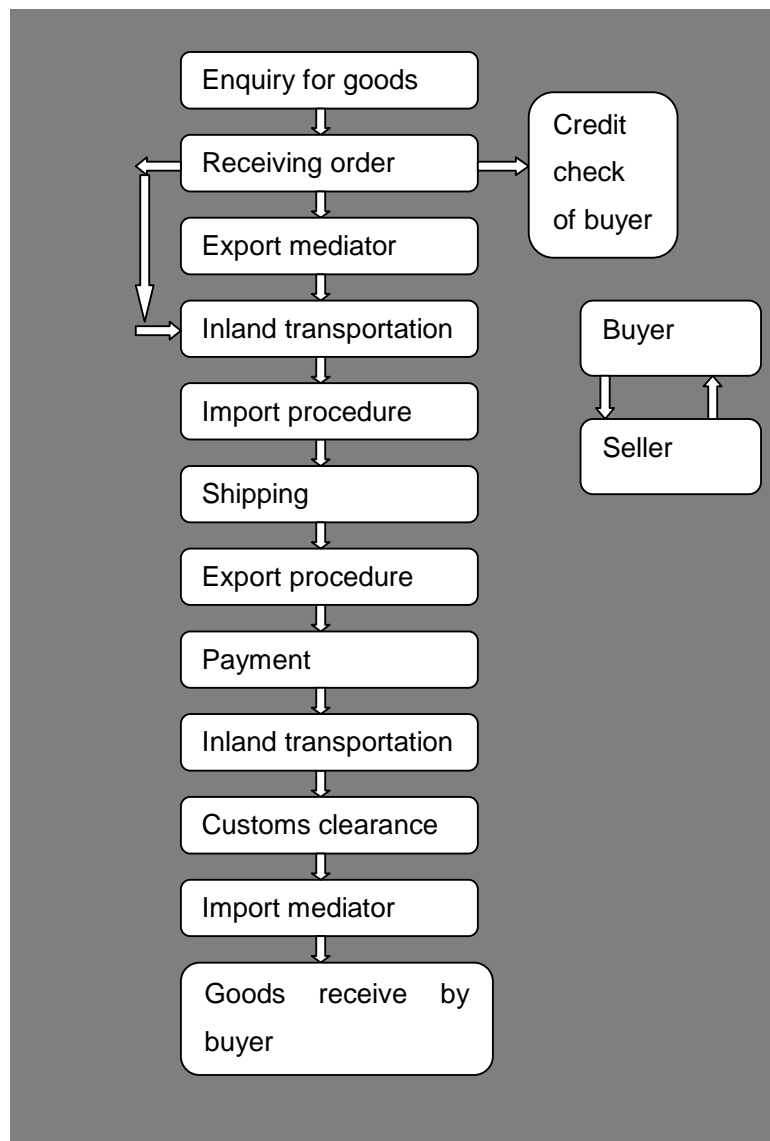 Enquiry for goods
Receiving order
Credit
check
of buyer
Export mediator
Inland transportation
Buyer
Import procedure
Seller
Shipping
Export procedure
Payment
Inland transportation
Customs clearance
Import mediator
Goods receive by
buyer